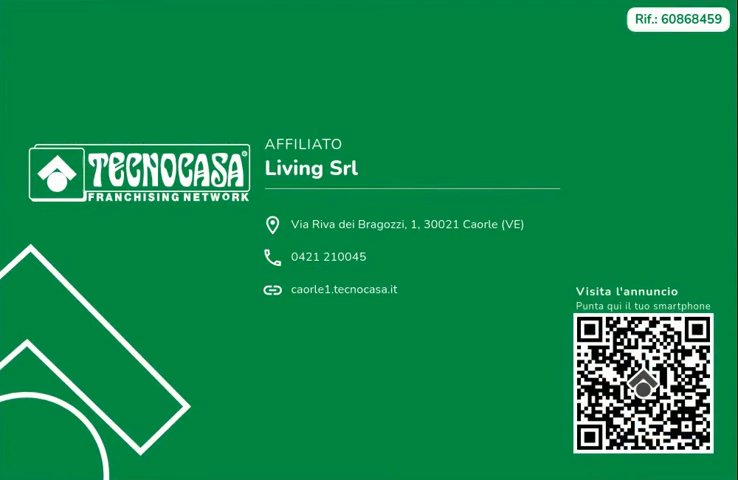 Rif.: 60868459
TECNOCASA®
FRANCHISING NETWORK
AFFILIATO
Living Srl
Via Riva dei Bragozzi, 1, 30021 Caorle (VE)
0421 210045
caorle1.tecnocasa.it
Visita l'annuncio
Punta qui il tuo smartphone